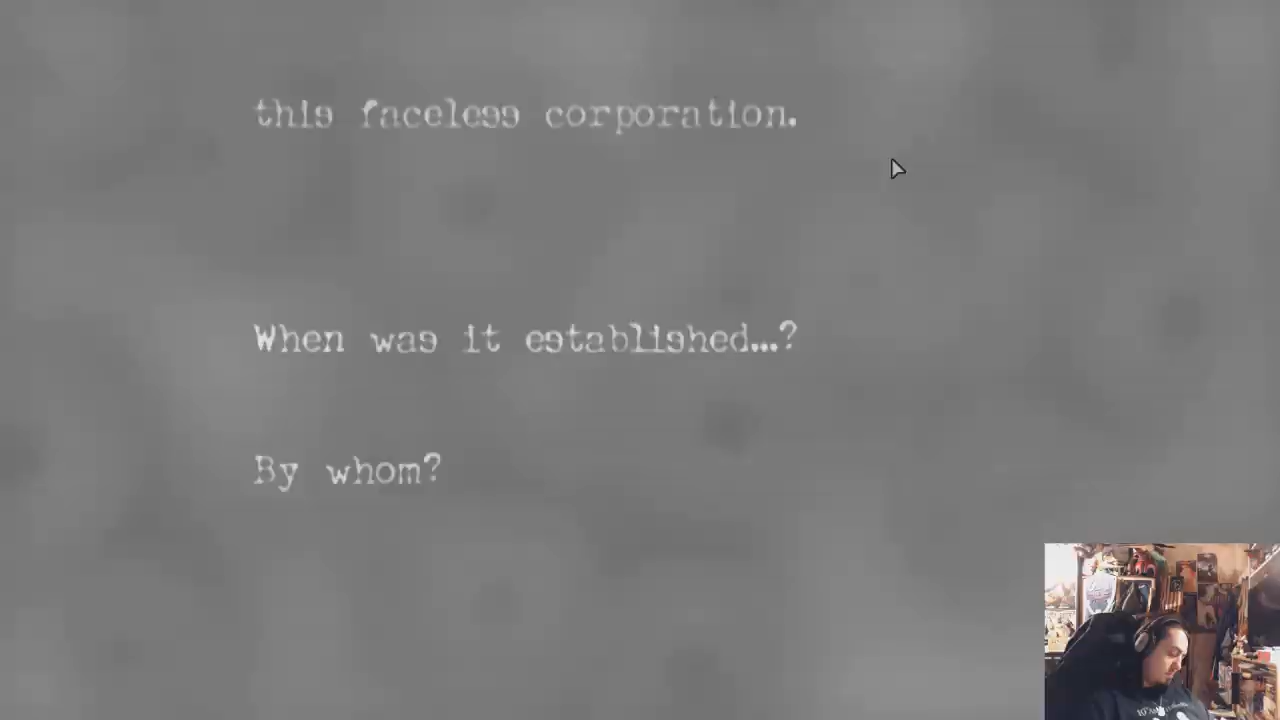 this faceless corporation.
When was it established...?
By whom?